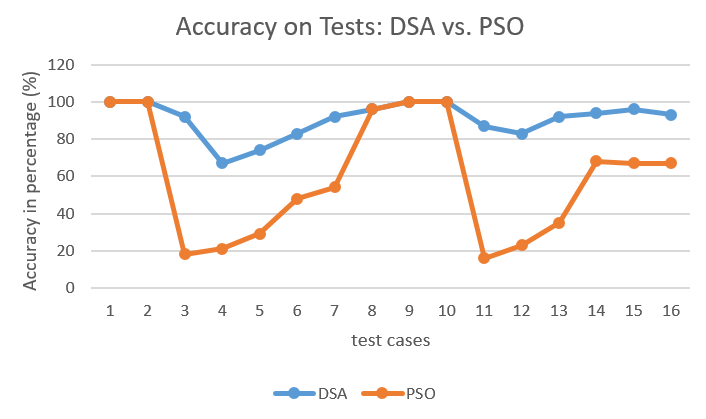 Accuracy on Tests: DSA vs. PSO
Accuracy in percentage (%)
120
100
80
60
40
20
0
1 2 3 4 5 6 7 8 9 10 11 12 13 14 15 16
test cases
DSA PSO